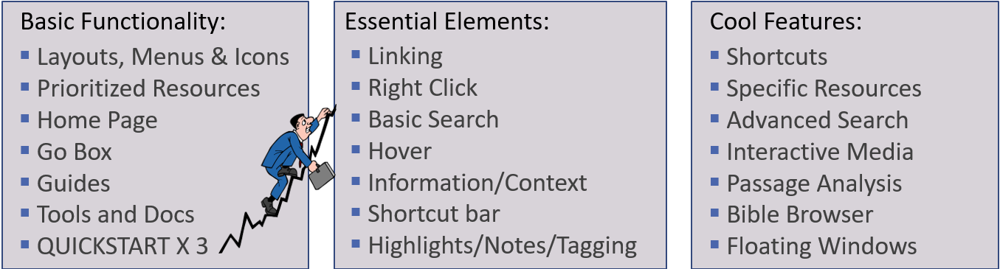 Basic Functionality:
▪ Layouts, Menus & Icons
▪ Prioritized Resources
▪ Home Page
▪ Go Box
▪ Guides
▪ Tools and Docs
▪ QUICKSTART X 3
Essential Elements:
▪ Linking
▪ Right Click
▪ Basic Search
▪ Hover
▪ Information/Context
▪ Shortcut bar
▪ Highlights/Notes/Tagging
Cool Features:
▪ Shortcuts
▪ Specific Resources
▪ Advanced Search
▪ Interactive Media
▪ Passage Analysis
▪ Bible Browser
▪ Floating Windows